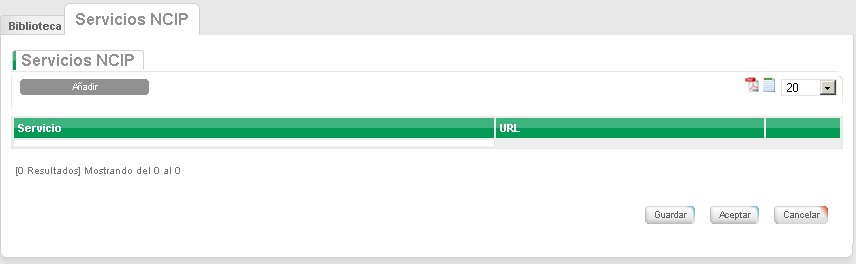 Biblioteca Servicios NCIP
Servicios NCIP
Añadir 20
Servicio URL
[0 Resultados] Mostrando del 0 al 0
Guardar Aceptar Cancelar